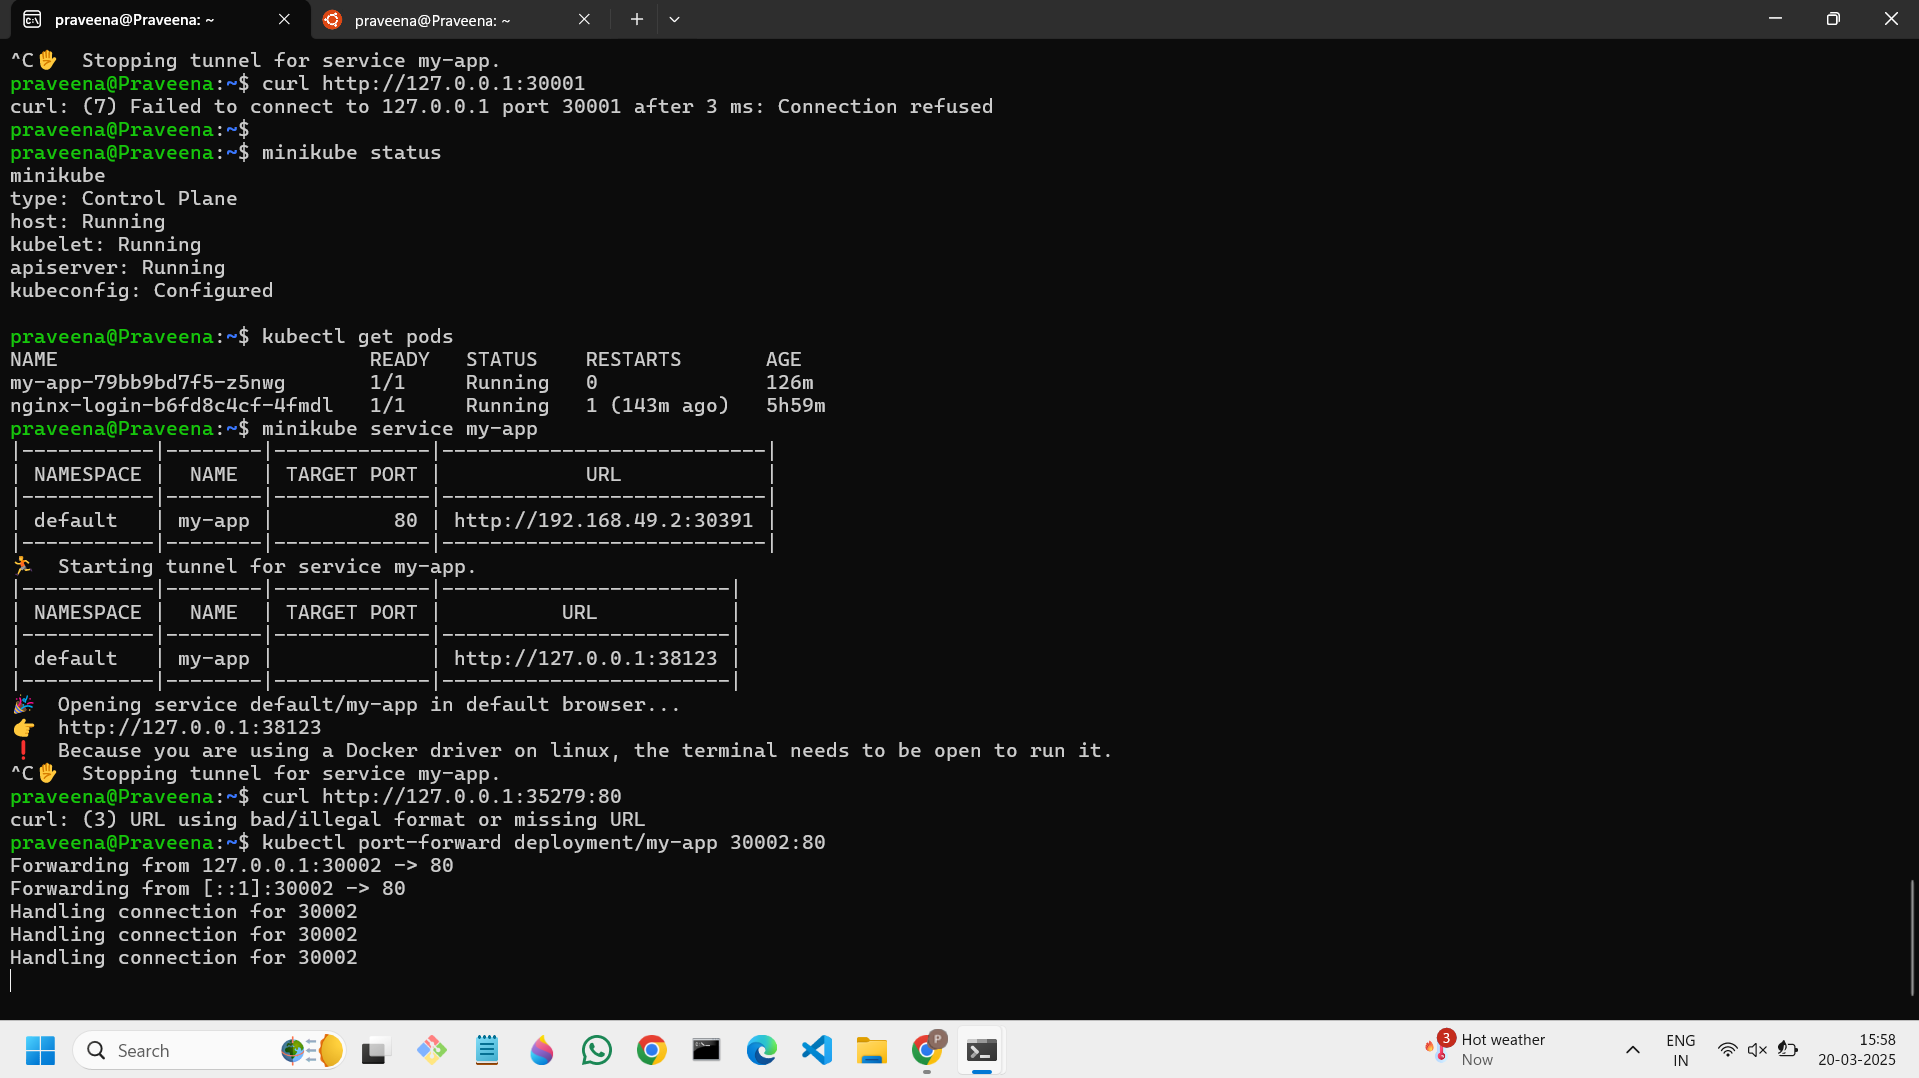 praveena@Praveena: ~
praveena@Praveena: ~
^C✋  Stopping tunnel for service my-app.
praveena@Praveena:~$ curl http://127.0.0.1:30001
curl: (7) Failed to connect to 127.0.0.1 port 30001 after 3 ms: Connection refused
praveena@Praveena:~$
praveena@Praveena:~$ minikube status
minikube
type: Control Plane
host: Running
kubelet: Running
apiserver: Running
kubeconfig: Configured
praveena@Praveena:~$ kubectl get pods
NAME                          READY   STATUS    RESTARTS       AGE
my-app-79bb9bd7f5-z5nwg       1/1     Running   0              126m
nginx-login-b6fd8c4cf-4fmdl   1/1     Running   1 (143m ago)   5h59m
praveena@Praveena:~$ minikube service my-app
|-----------|--------|-------------|---------------------------|
| NAMESPACE |  NAME  | TARGET PORT |            URL            |
|-----------|--------|-------------|---------------------------|
| default   | my-app |          80 | http://192.168.49.2:30391 |
|-----------|--------|-------------|---------------------------|
🏃  Starting tunnel for service my-app.
|-----------|--------|-------------|------------------------|
| NAMESPACE |  NAME  | TARGET PORT |          URL           |
|-----------|--------|-------------|------------------------|
| default   | my-app |             | http://127.0.0.1:38123 |
|-----------|--------|-------------|------------------------|
🎉  Opening service default/my-app in default browser...
👉  http://127.0.0.1:38123
❗  Because you are using a Docker driver on linux, the terminal needs to be open to run it.
^C✋  Stopping tunnel for service my-app.
praveena@Praveena:~$ curl http://127.0.0.1:35279:80
curl: (3) URL using bad/illegal format or missing URL
praveena@Praveena:~$ kubectl port-forward deployment/my-app 30002:80
Forwarding from 127.0.0.1:30002 -> 80
Forwarding from [::1]:30002 -> 80
Handling connection for 30002
Handling connection for 30002
Handling connection for 30002
Search
P
3
Hot weather
Now
ENG
IN
15:58
20-03-2025